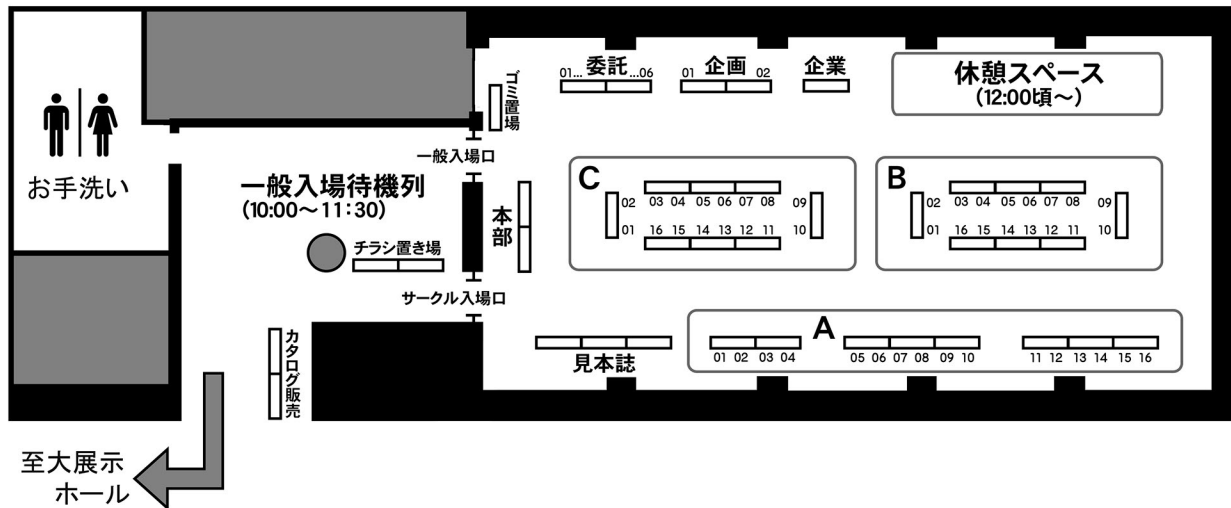 お手洗い
一般入場待機列
(10:00～11:30)
チラシ置き場
カタログ販売
至大展示
ホール
ゴミ置場
一般入場口
本部
サークル入場口
01... 委託 ...06
01 企画 02
企業
休憩スペース
(12:00頃～)
C
02 03 04 05 06 07 08 09
01 16 15 14 13 12 11 10
B
02 03 04 05 06 07 08 09
01 16 15 14 13 12 11 10
見本誌
A
01 02 03 04 05 06 07 08 09 10 11 12 13 14 15 16